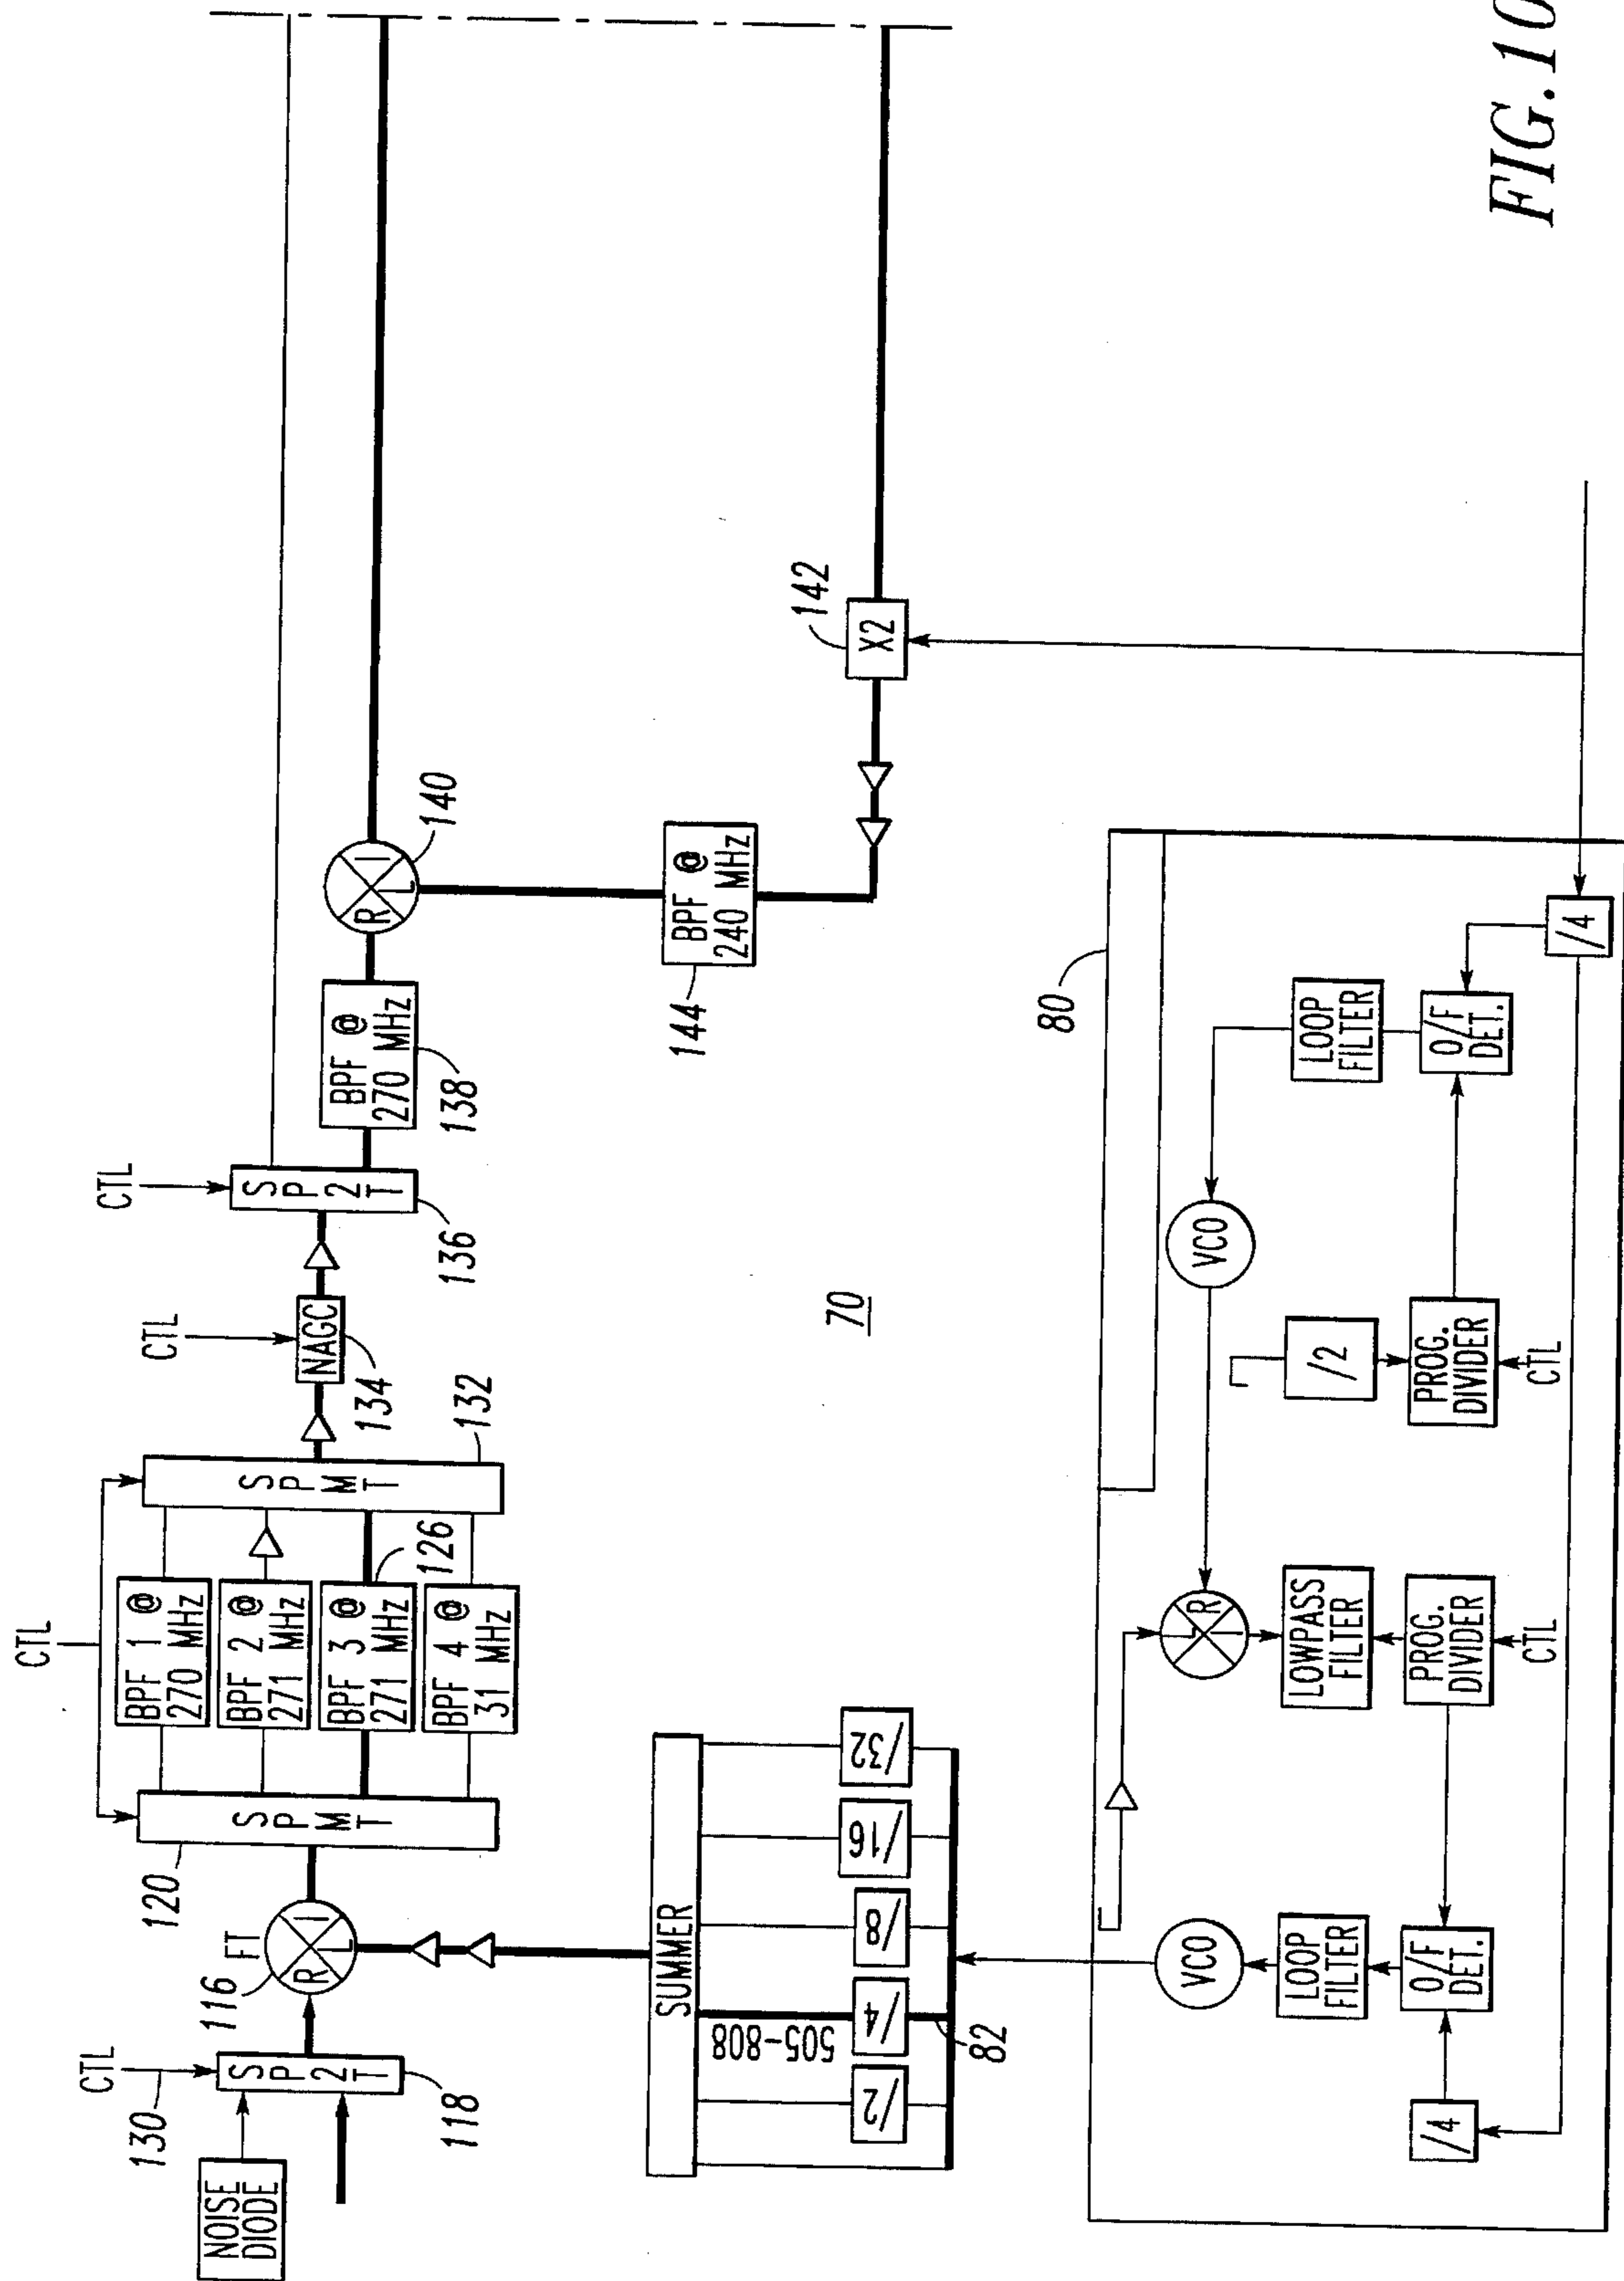 NOISE
DIODE
130
CTL
S
P
2
T
118
116
FT
R
I
L
120
S
P
M
T
CTL
BPF 1 @
270 MHz
BPF 2 @
271 MHz
BPF 3 @
271 MHz
BPF 4 @
31 MHz
126
S
P
M
T
132
CTL
NAGC
134
CTL
S
P
2
T
136
BPF @
270 MHz
138
R
I
L
140
BPF @
240 MHz
144
X2
142
SUMMER
505-808
/2
/4
/8
/16
/32
82
70
80
VCO
LOOP
FILTER
O/F
DET.
/4
L
R
I
LOWPASS
FILTER
PROG.
DIVIDER
CTL
VCO
/2
PROG.
DIVIDER
CTL
LOOP
FILTER
O/F
DET.
/4
FIG.10